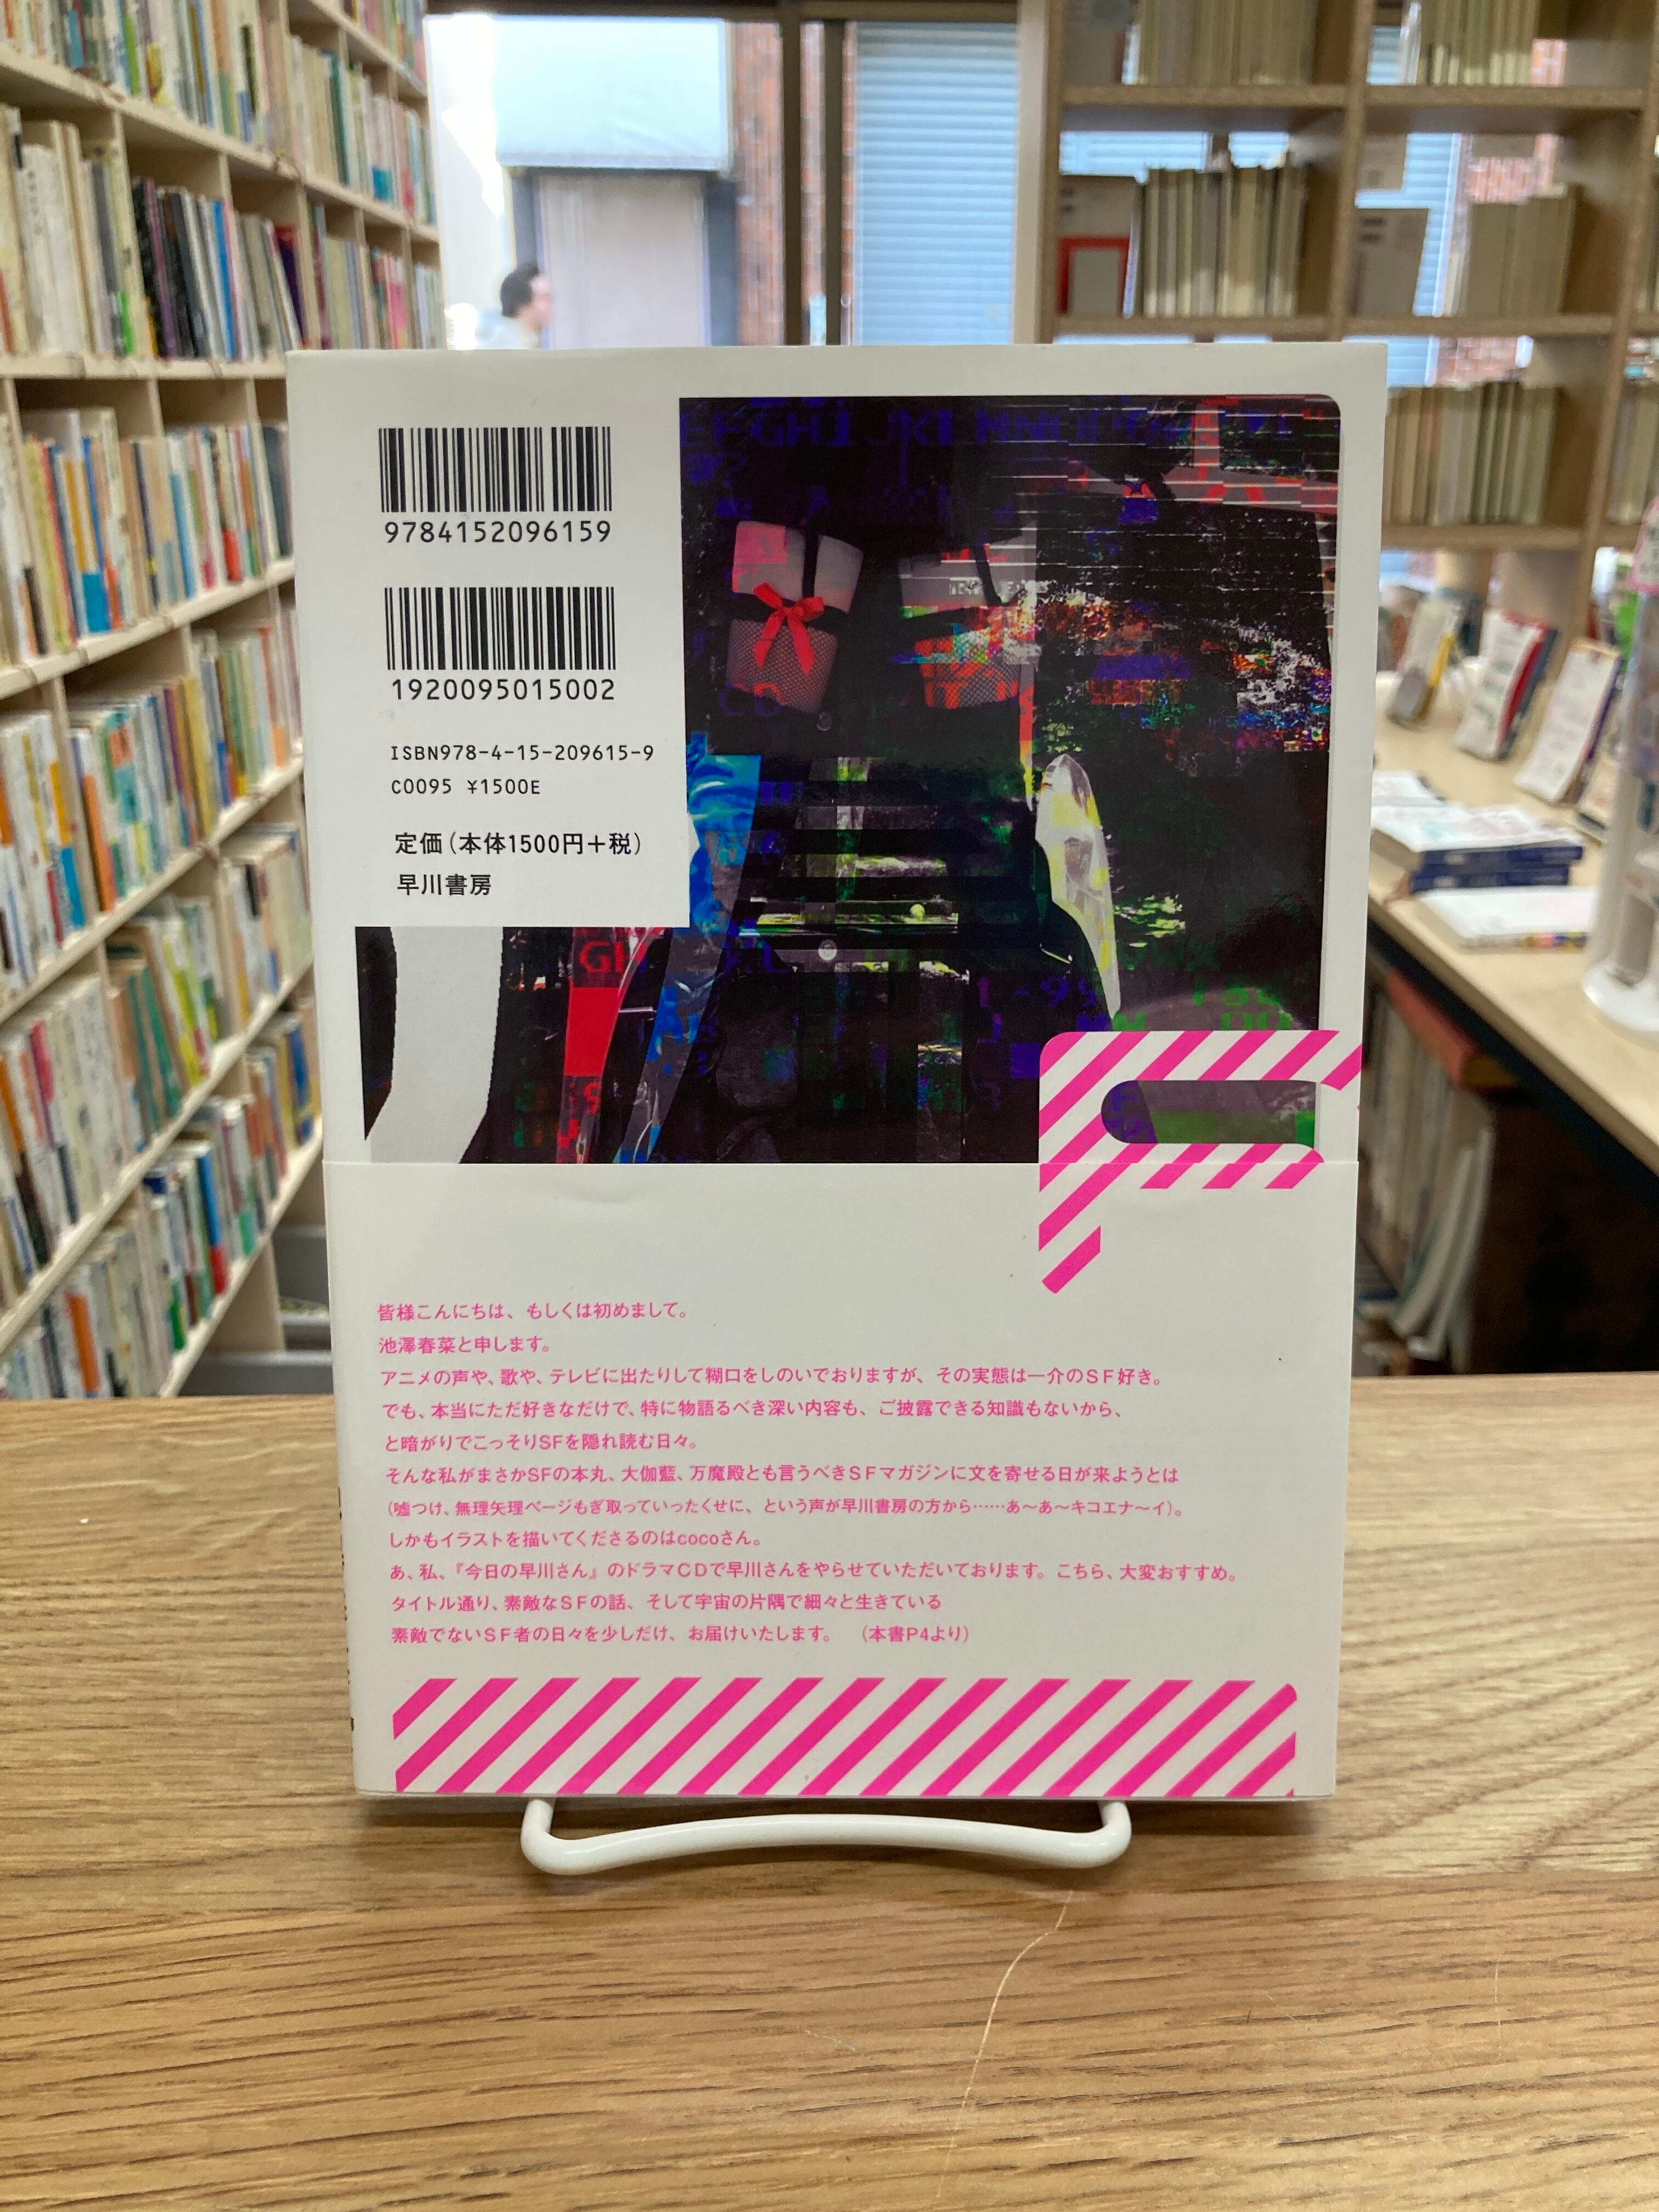 9784152096159
1920095015002
ISBN978-4-15-209615-9
C0095 ¥1500E
定価（本体1500円＋税）
早川書房
皆様こんにちは、もしくは初めまして。
池澤春菜と申します。
アニメの声や、歌や、テレビに出たりして糊口をしのいでおりますが、その実態は一介のSF好き。
でも、本当にただ好きなだけで、特に物語るべき深い内容も、ご披露できる知識もないから、
と暗がりでこっそりSFを隠れ読む日々。
そんな私がまさかSFの本丸、大伽藍、万魔殿とも言うべきSFマガジンに文を寄せる日が来ようとは
（嘘つけ、無理矢理ページもぎ取っていったくせに、という声が早川書房の方から……あ〜あ〜キコエナ〜イ）。
しかもイラストを描いてくださるのはcocoさん。
あ、私、『今日の早川さん』のドラマCDで早川さんをやらせていただいております。こちら、大変おすすめ。
タイトル通り、素敵なSFの話、そして宇宙の片隅で細々と生きている
素敵でないSF者の日々を少しだけ、お届けいたします。　（本書P4より）